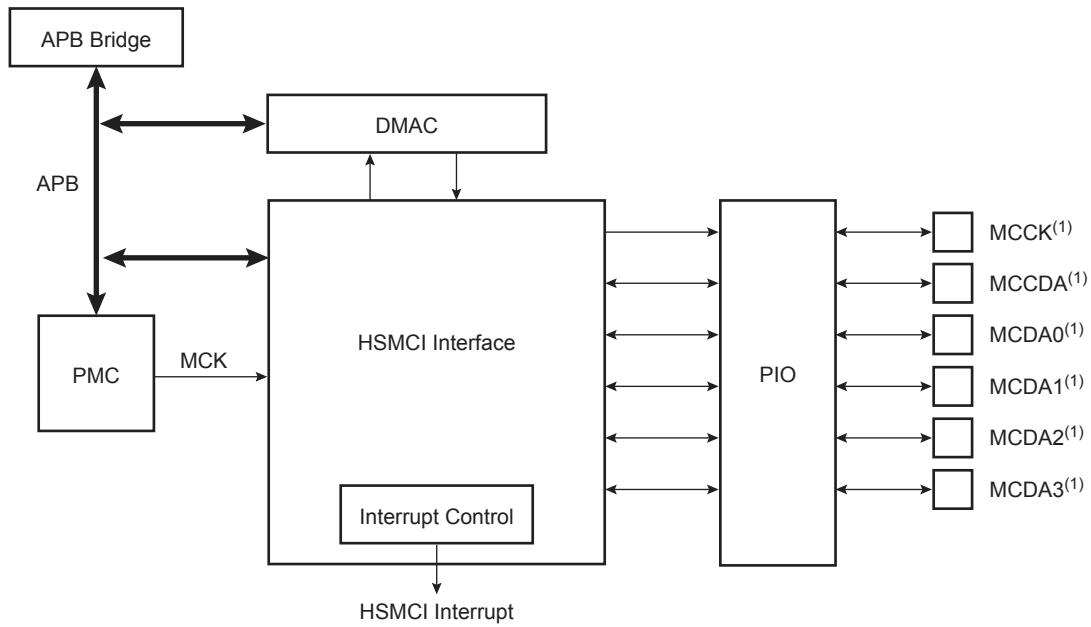 APB Bridge
DMAC
APB
MCCK(1)
MCCDA(1)
HSMCI Interface
MCDA0(1)
MCK
PMC
PIO
MCDA1(1)
MCDA2(1)
MCDA3(1)
Interrupt Control
HSMCI Interrupt